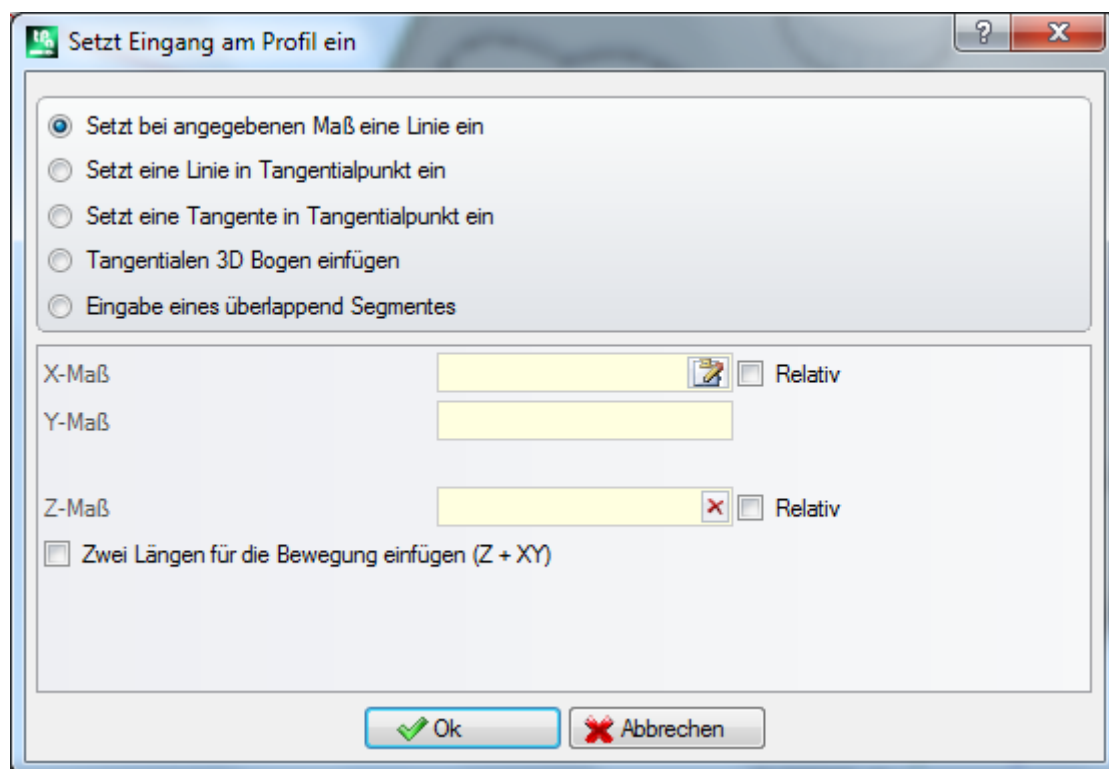 Setzt Eingang am Profil ein
Setzt bei angegebenen Maß eine Linie ein
Setzt eine Linie in Tangentialpunkt ein
Setzt eine Tangente in Tangentialpunkt ein
Tangentialen 3D Bogen einfügen
Eingabe eines überlappend Segmentes
X-Maß Relativ
Y-Maß
Z-Maß Relativ
Zwei Längen für die Bewegung einfügen (Z + XY)
Ok Abbrechen